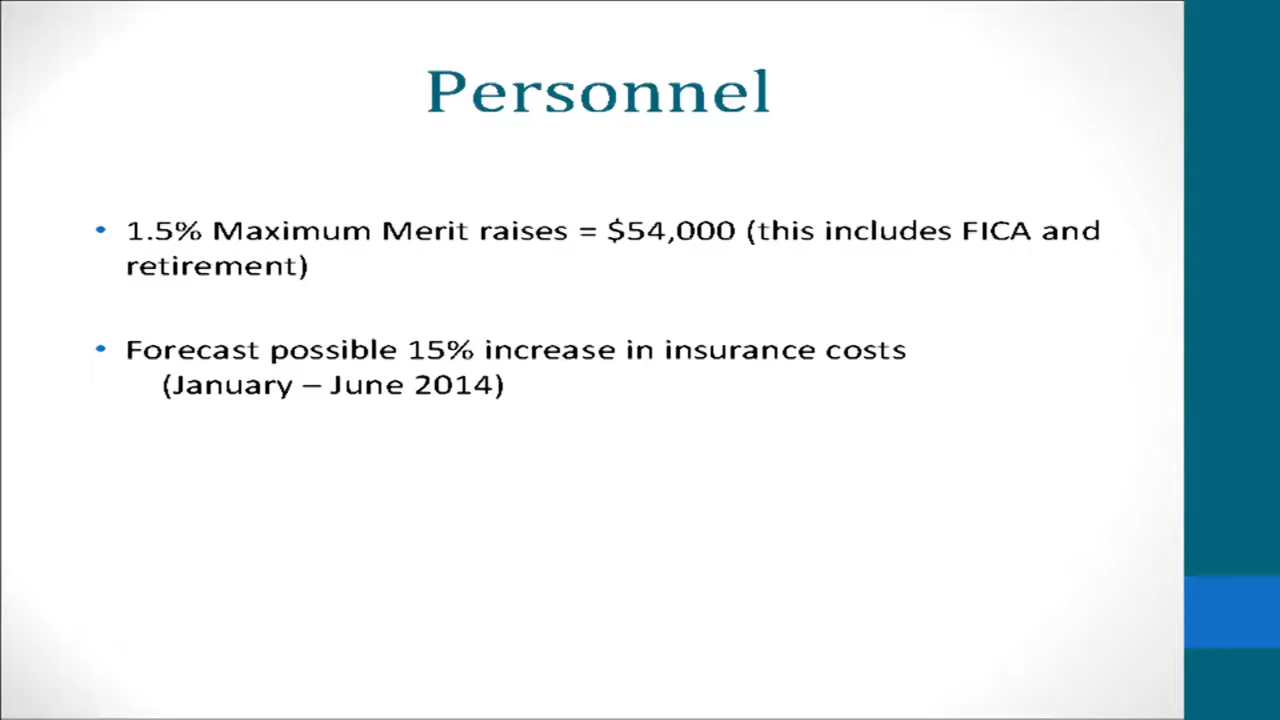 Personnel
• 1.5% Maximum Merit raises = $54,000 (this includes FICA and
retirement)
• Forecast possible 15% increase in insurance costs
(January – June 2014)